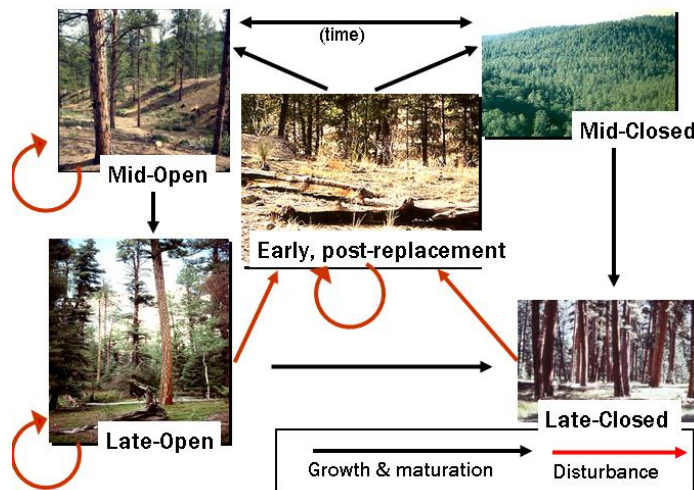 (time)
Mid-Open
Mid-Closed
Early, post-replacement
Late-Open
Late-Closed
Growth & maturation
Disturbance